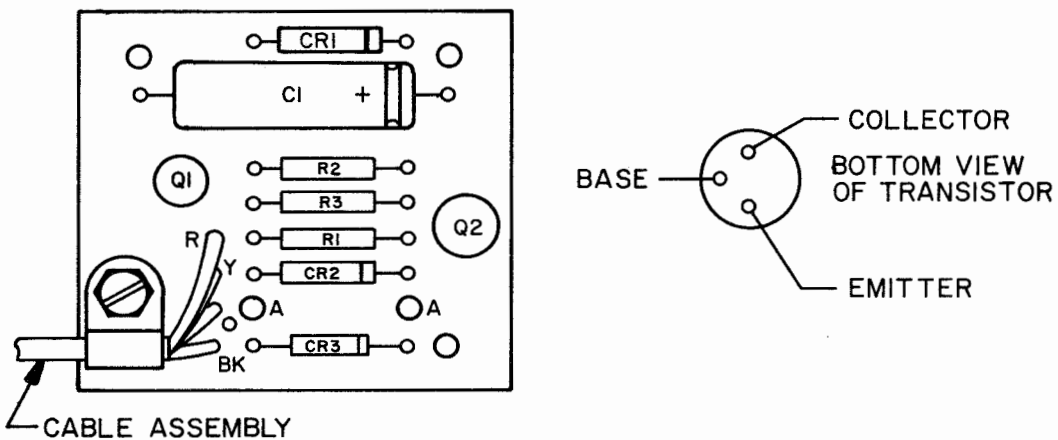 CR1
C1 +
Q1
R2
R3
R1
CR2
Q2
R
Y
A
A
CR3
BK
CABLE ASSEMBLY
COLLECTOR
BASE
BOTTOM VIEW
OF TRANSISTOR
EMITTER